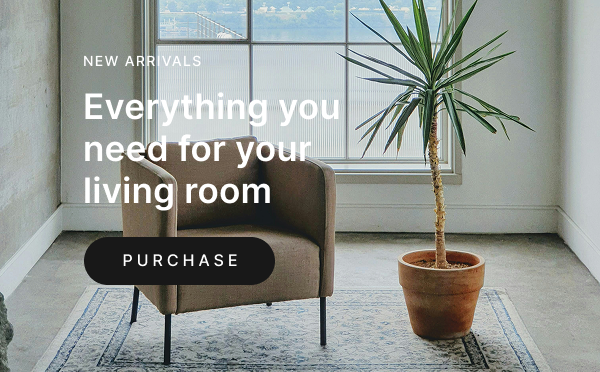 NEW ARRIVALS
Everything you
need for your
living room
PURCHASE